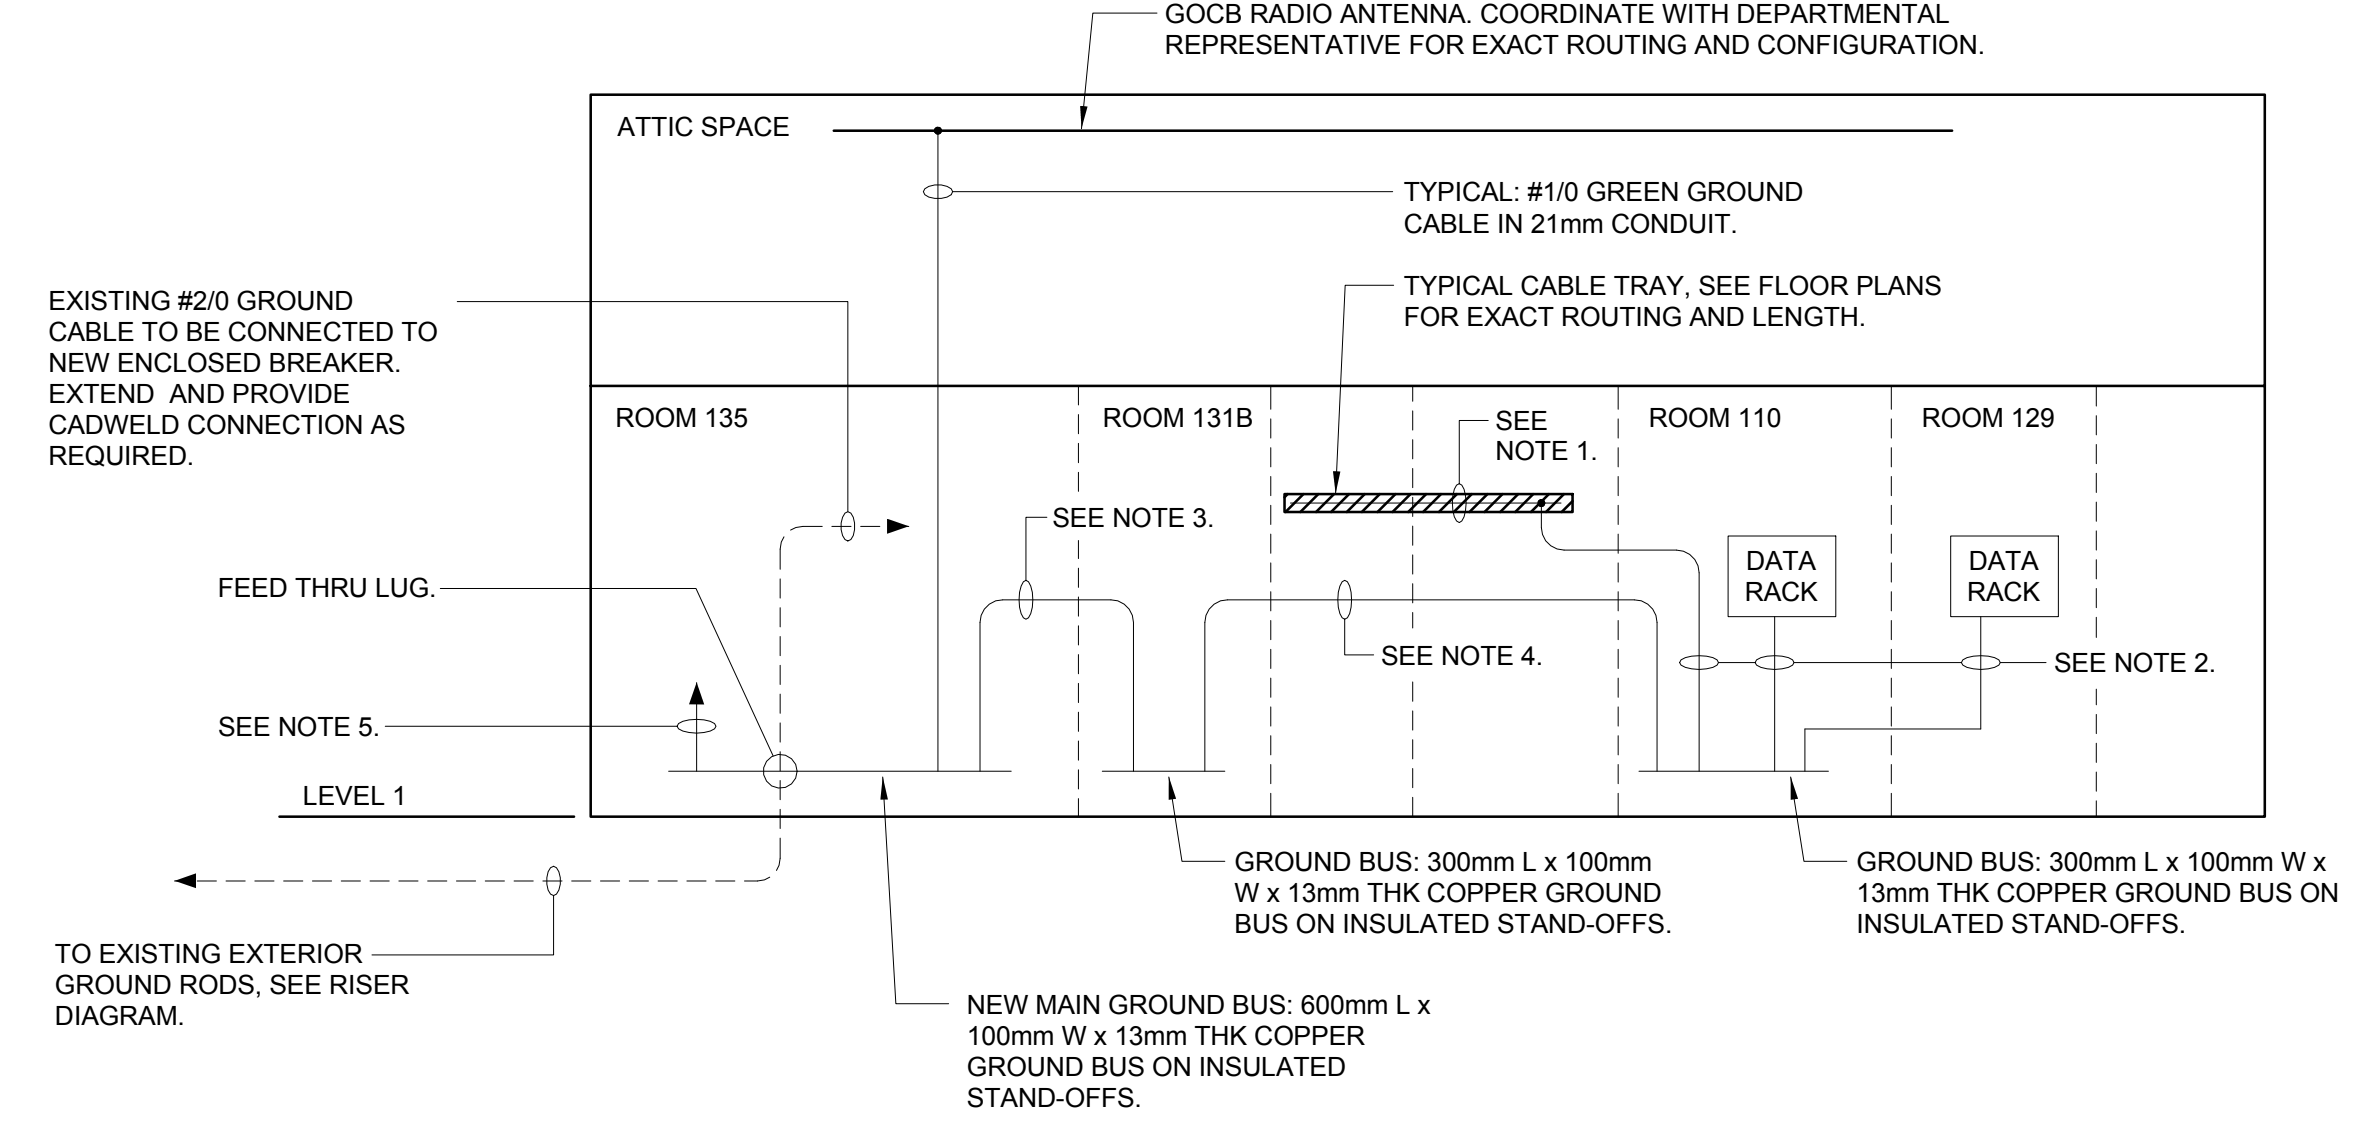 GOCB RADIO ANTENNA. COORDINATE WITH DEPARTMENTAL
REPRESENTATIVE FOR EXACT ROUTING AND CONFIGURATION.
ATTIC SPACE
TYPICAL: #1/0 GREEN GROUND
CABLE IN 21mm CONDUIT.
TYPICAL CABLE TRAY, SEE FLOOR PLANS
FOR EXACT ROUTING AND LENGTH.
EXISTING #2/0 GROUND
CABLE TO BE CONNECTED TO
NEW ENCLOSED BREAKER.
EXTEND AND PROVIDE
CADWELD CONNECTION AS
REQUIRED.
ROOM 135
ROOM 131B
SEE
NOTE 1.
ROOM 110
ROOM 129
SEE NOTE 3.
DATA
RACK
DATA
RACK
FEED THRU LUG.
SEE NOTE 4.
SEE NOTE 2.
SEE NOTE 5.
LEVEL 1
GROUND BUS: 300mm L x 100mm
W x 13mm THK COPPER GROUND
BUS ON INSULATED STAND-OFFS.
GROUND BUS: 300mm L x 100mm W x
13mm THK COPPER GROUND BUS ON
INSULATED STAND-OFFS.
TO EXISTING EXTERIOR
GROUND RODS, SEE RISER
DIAGRAM.
NEW MAIN GROUND BUS: 600mm L x
100mm W x 13mm THK COPPER
GROUND BUS ON INSULATED
STAND-OFFS.